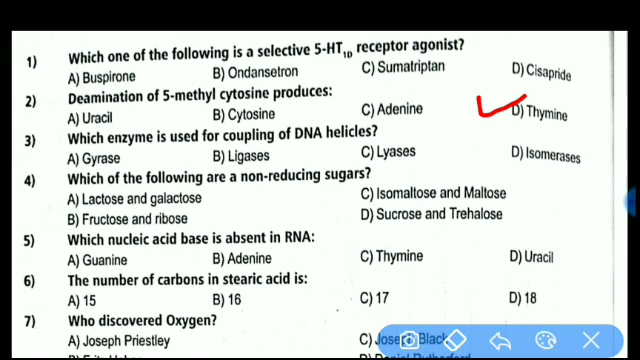 1) Which one of the following is a selective 5-HT1D receptor agonist?
A) Buspirone B) Ondansetron C) Sumatriptan D) Cisapride
2) Deamination of 5-methyl cytosine produces:
A) Uracil B) Cytosine C) Adenine D) Thymine
3) Which enzyme is used for coupling of DNA helicles?
A) Gyrase B) Ligases C) Lyases D) Isomerases
4) Which of the following are a non-reducing sugars?
A) Lactose and galactose C) Isomaltose and Maltose
B) Fructose and ribose D) Sucrose and Trehalose
5) Which nucleic acid base is absent in RNA:
A) Guanine B) Adenine C) Thymine D) Uracil
6) The number of carbons in stearic acid is:
A) 15 B) 16 C) 17 D) 18
7) Who discovered Oxygen?
A) Joseph Priestley C) Joseph Black